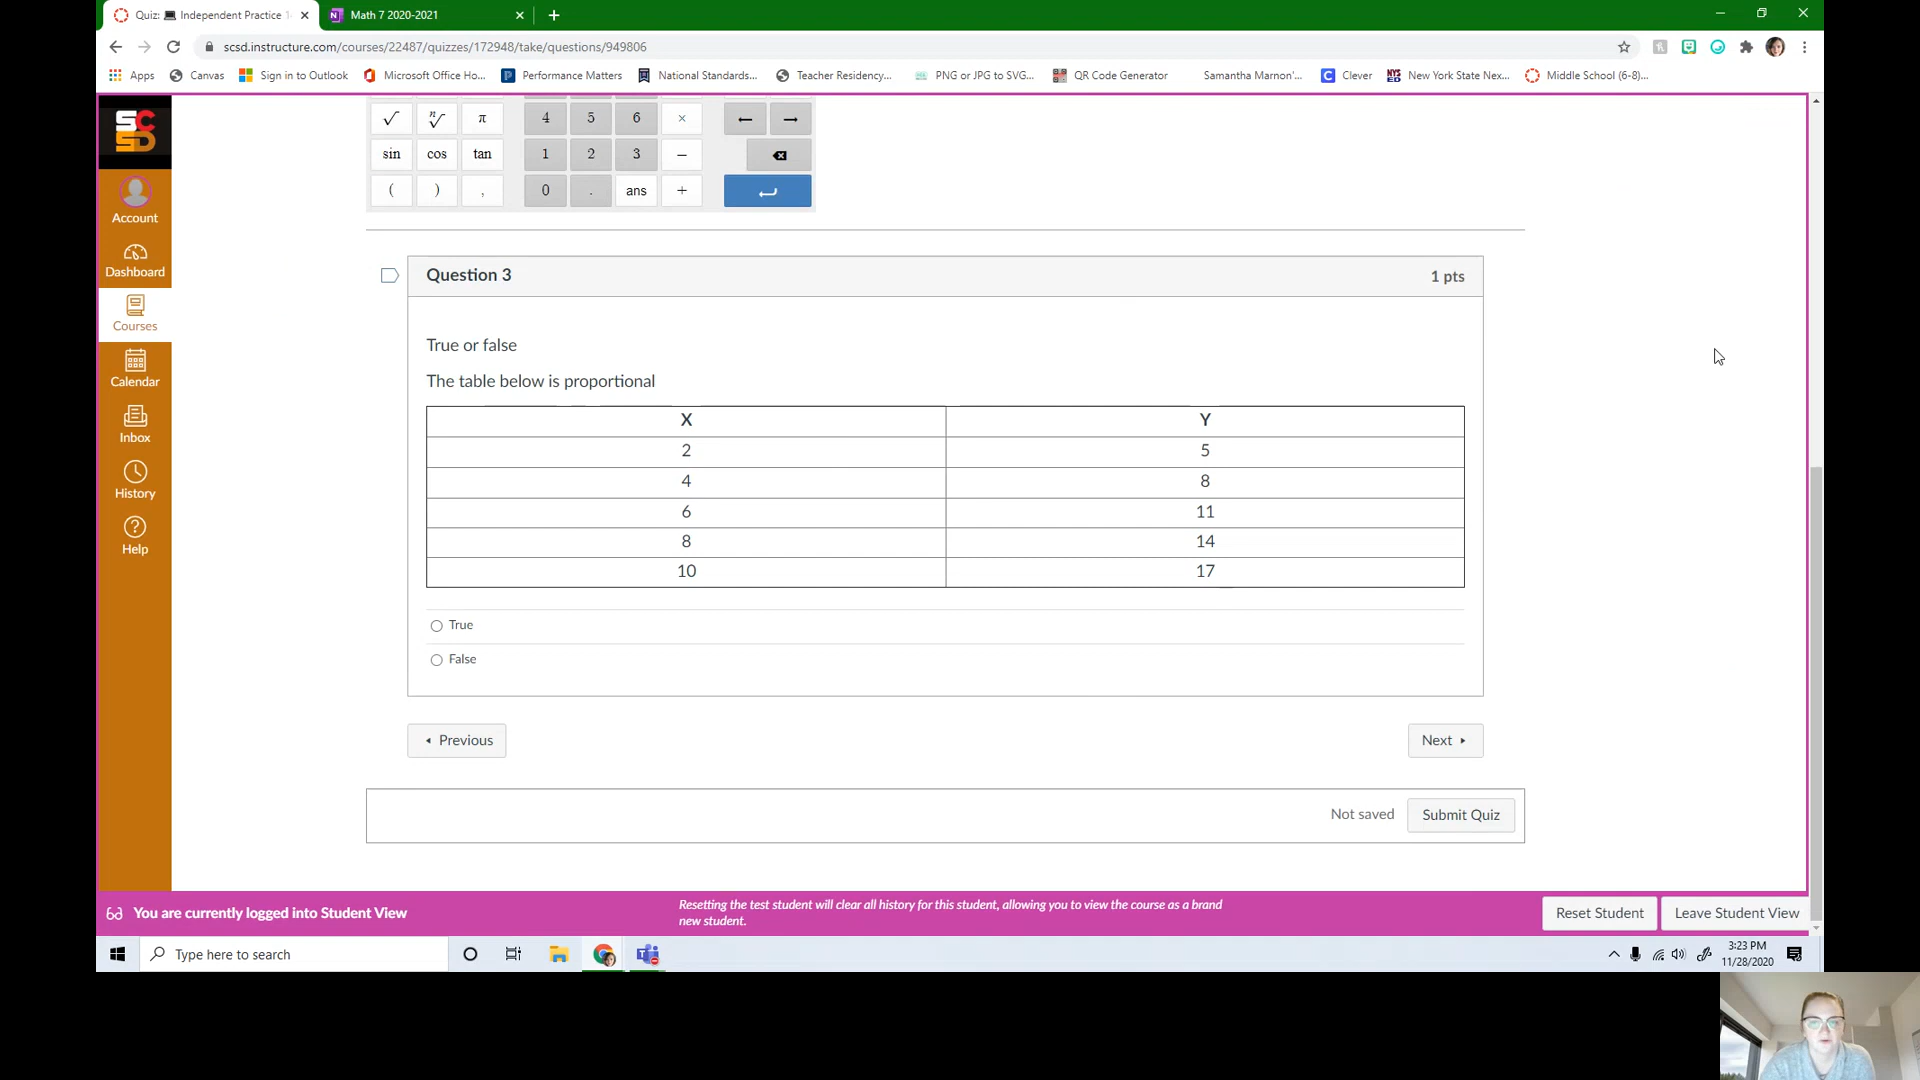 Quiz: Independent Practice 1
Math 7 2020-2021
scsd.instructure.com/courses/22487/quizzes/172948/take/questions/949806
Apps Canvas Sign in to Outlook Microsoft Office Ho... Performance Matters National Standards... Teacher Residency,... PNG or JPG to SVG... QR Code Generator Samantha Marnon'... Clever New York State Nex... Middle School (6-8)...
SCSD
Account
Dashboard
Courses
Calendar
Inbox
History
Help
√ ⁿ√ π 4 5 6 × ← →
sin cos tan 1 2 3 −
( ) , 0 . ans +
Question 3 1 pts
True or false
The table below is proportional
X Y
2 5
4 8
6 11
8 14
10 17
True
False
Previous Next
Not saved Submit Quiz
You are currently logged into Student View
Resetting the test student will clear all history for this student, allowing you to view the course as a brand
new student.
Reset Student Leave Student View
Type here to search
3:23 PM
11/28/2020